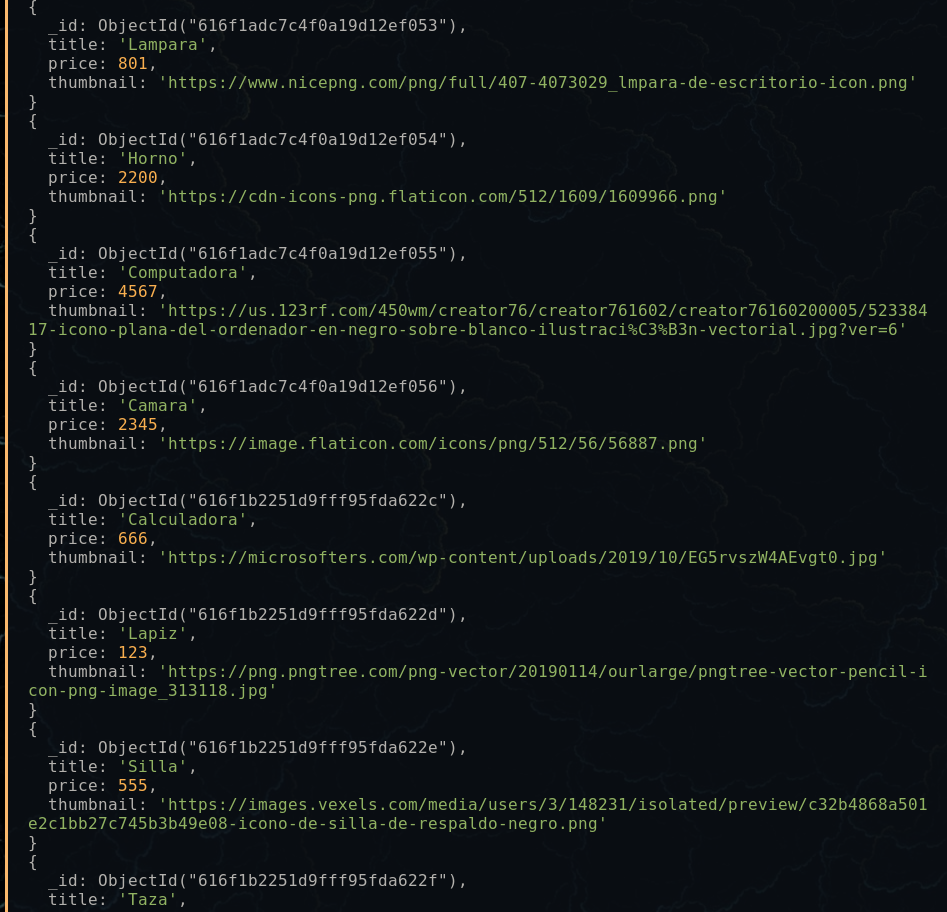 {
  _id: ObjectId("616f1adc7c4f0a19d12ef053"),
  title: 'Lampara',
  price: 801,
  thumbnail: 'https://www.nicepng.com/png/full/407-4073029_lmpara-de-escritorio-icon.png'
}
{
  _id: ObjectId("616f1adc7c4f0a19d12ef054"),
  title: 'Horno',
  price: 2200,
  thumbnail: 'https://cdn-icons-png.flaticon.com/512/1609/1609966.png'
}
{
  _id: ObjectId("616f1adc7c4f0a19d12ef055"),
  title: 'Computadora',
  price: 4567,
  thumbnail: 'https://us.123rf.com/450wm/creator76/creator761602/creator76160200005/523384
17-icono-plana-del-ordenador-en-negro-sobre-blanco-ilustraci%C3%B3n-vectorial.jpg?ver=6'
}
{
  _id: ObjectId("616f1adc7c4f0a19d12ef056"),
  title: 'Camara',
  price: 2345,
  thumbnail: 'https://image.flaticon.com/icons/png/512/56/56887.png'
}
{
  _id: ObjectId("616f1b2251d9fff95fda622c"),
  title: 'Calculadora',
  price: 666,
  thumbnail: 'https://microsofters.com/wp-content/uploads/2019/10/EG5rvszW4AEvgt0.jpg'
}
{
  _id: ObjectId("616f1b2251d9fff95fda622d"),
  title: 'Lapiz',
  price: 123,
  thumbnail: 'https://png.pngtree.com/png-vector/20190114/ourlarge/pngtree-vector-pencil-i
con-png-image_313118.jpg'
}
{
  _id: ObjectId("616f1b2251d9fff95fda622e"),
  title: 'Silla',
  price: 555,
  thumbnail: 'https://images.vexels.com/media/users/3/148231/isolated/preview/c32b4868a501
e2c1bb27c745b3b49e08-icono-de-silla-de-respaldo-negro.png'
}
{
  _id: ObjectId("616f1b2251d9fff95fda622f"),
  title: 'Taza',